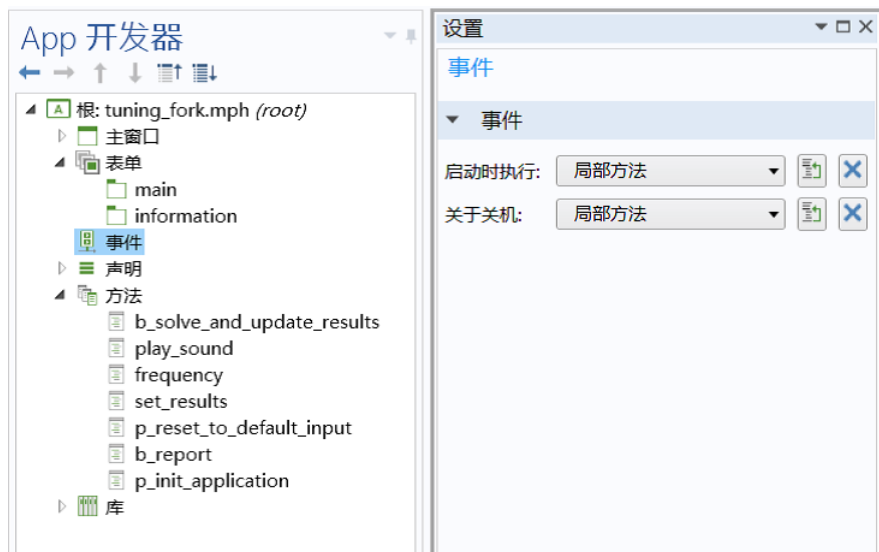 App 开发器
根: tuning_fork.mph (root)
主窗口
表单
main
information
事件
声明
方法
b_solve_and_update_results
play_sound
frequency
set_results
p_reset_to_default_input
b_report
p_init_application
库
设置
事件
事件
启动时执行: 局部方法
关于关机: 局部方法